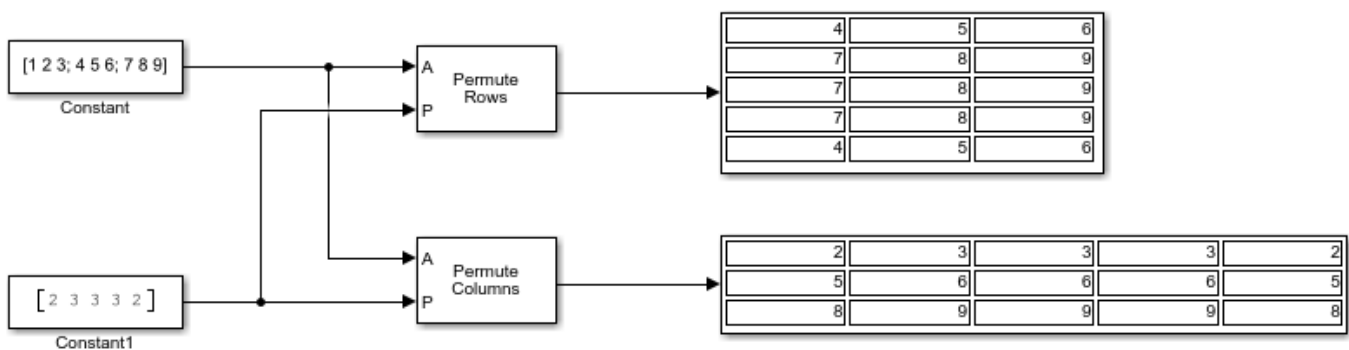 [1 2 3; 4 5 6; 7 8 9]
Constant
A
P
Permute
Rows
4 5 6
7 8 9
7 8 9
7 8 9
4 5 6
[2 3 3 3 2]
Constant1
A
P
Permute
Columns
2 3 3 3 2
5 6 6 6 5
8 9 9 9 8